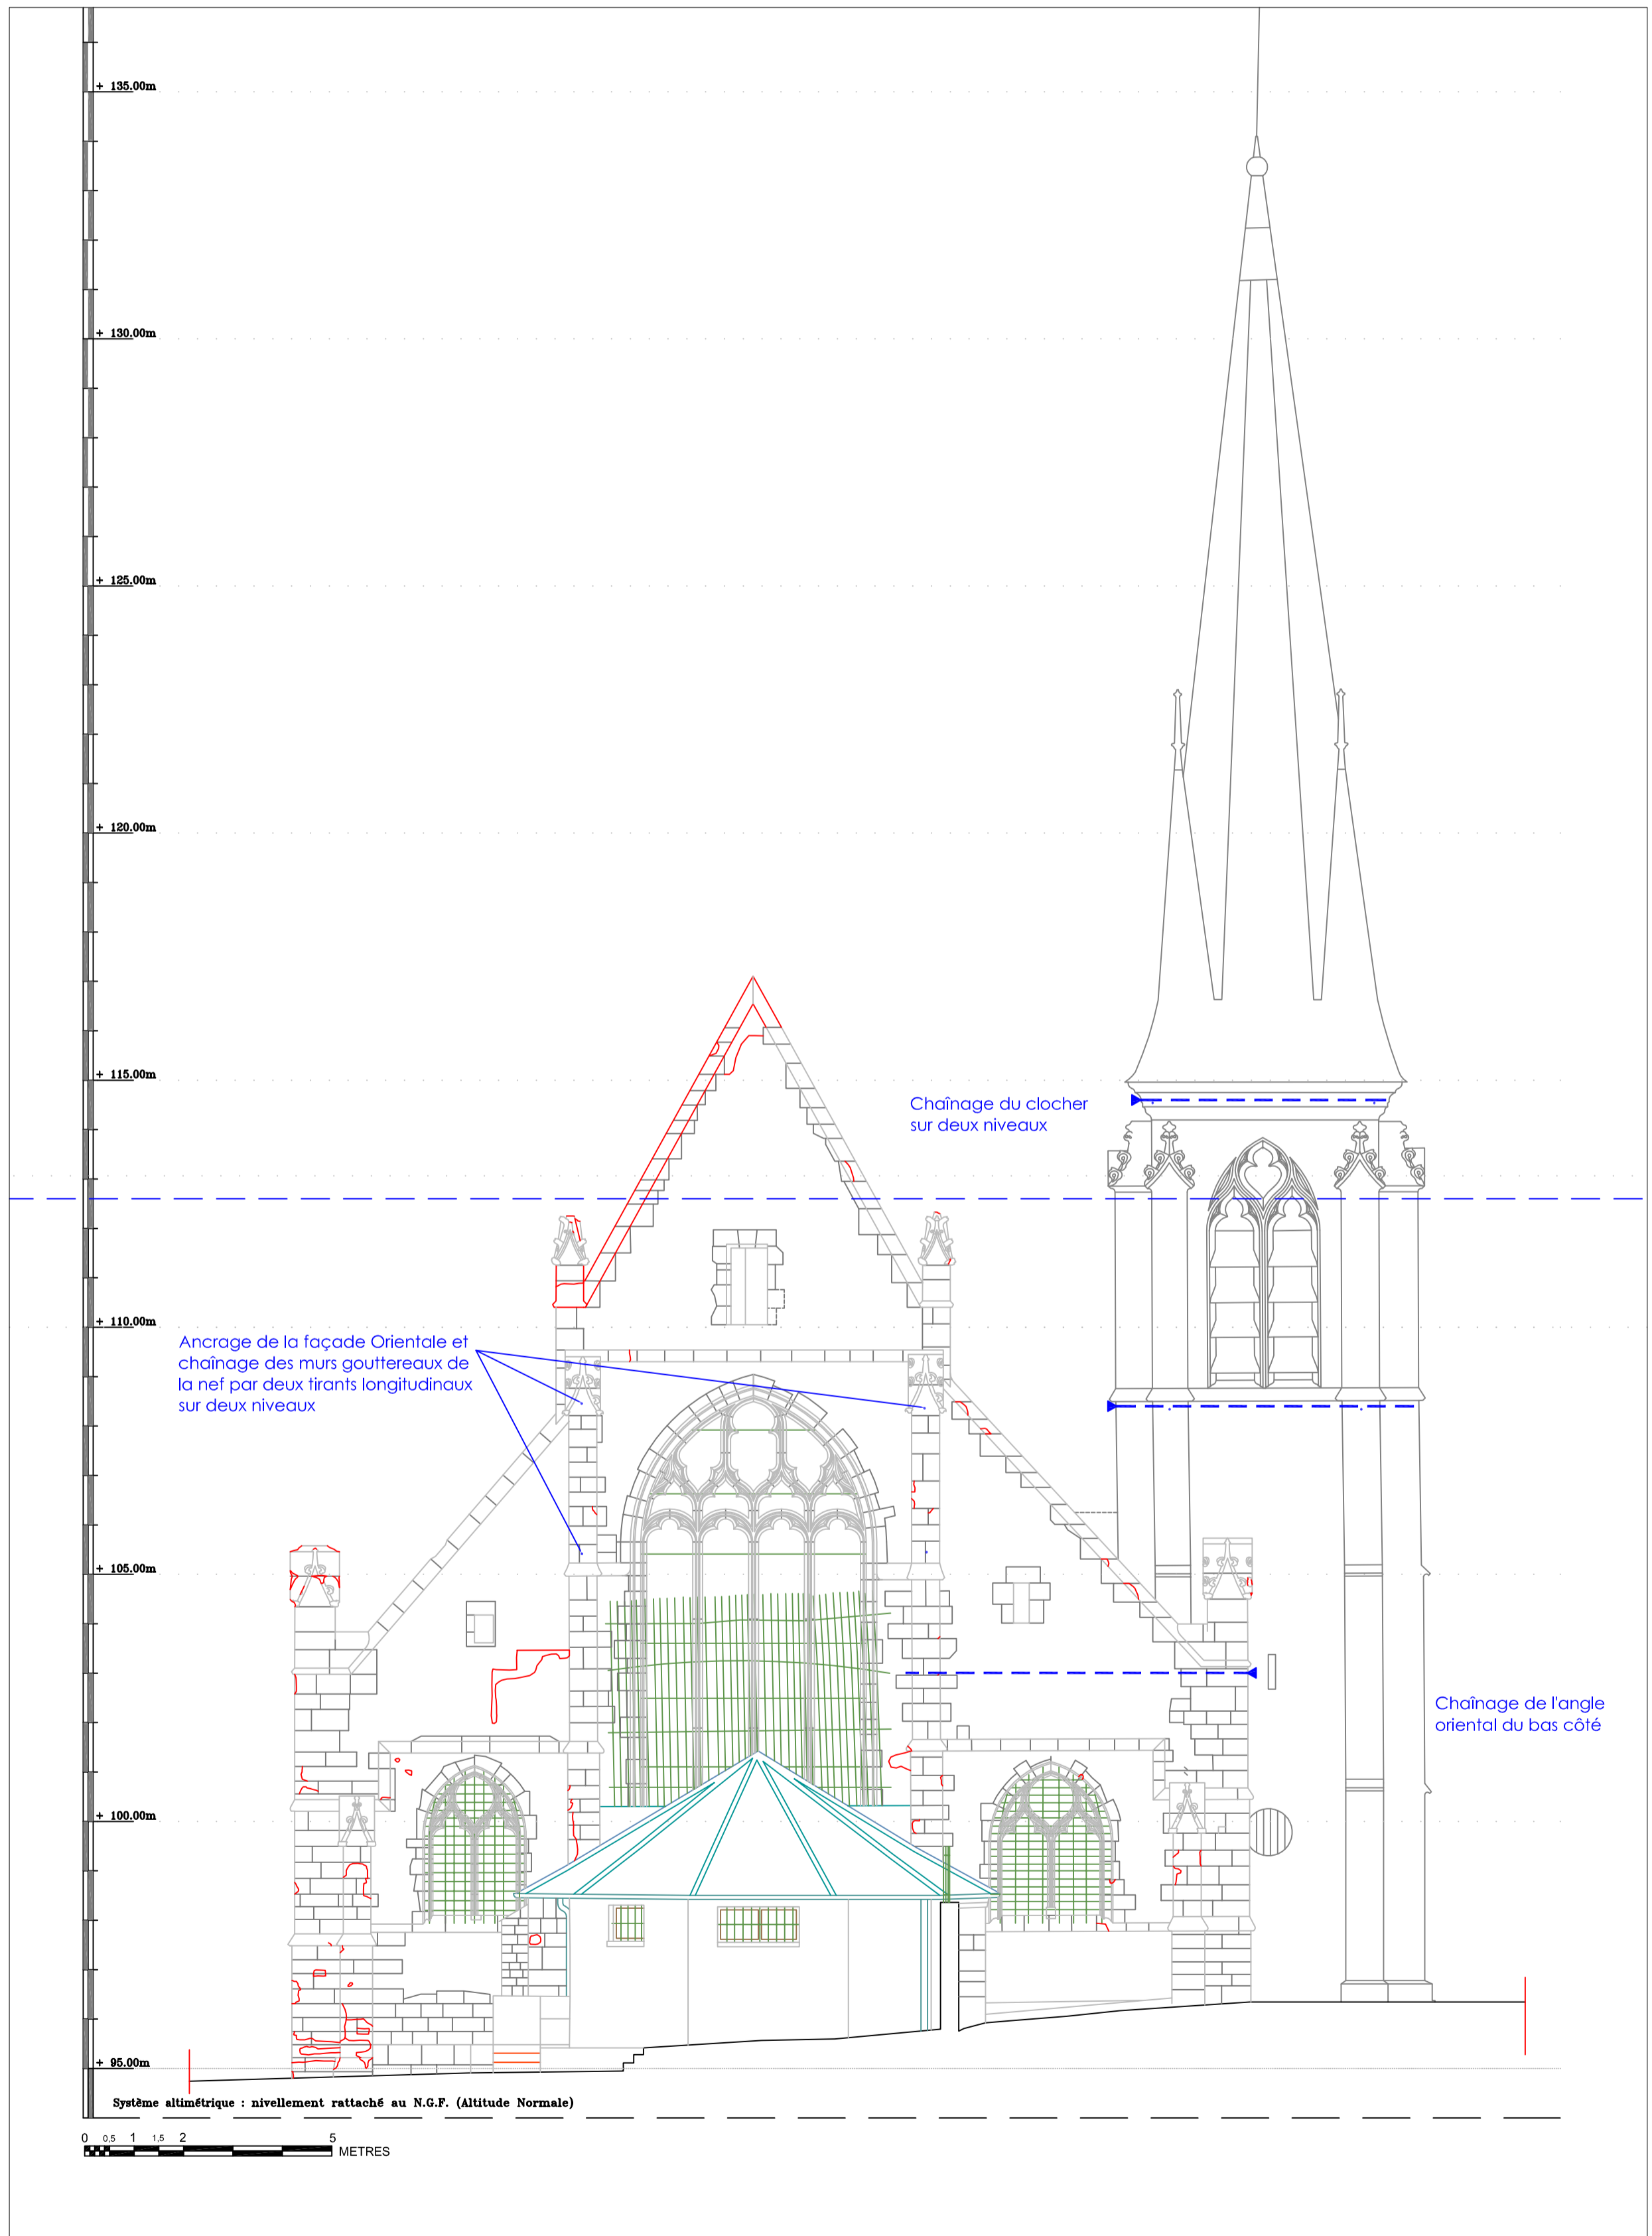 + 135.00m
+ 130.00m
+ 125.00m
+ 120.00m
+ 115.00m
Chaînage du clocher
sur deux niveaux
+ 110.00m
Ancrage de la façade Orientale et
chaînage des murs gouttereaux de
la nef par deux tirants longitudinaux
sur deux niveaux
+ 105.00m
Chaînage de l'angle
oriental du bas côté
+ 100.00m
+ 95.00m
Système altimétrique : nivellement rattaché au N.G.F. (Altitude Normale)
0 0,5 1 1,5 2 5
METRES